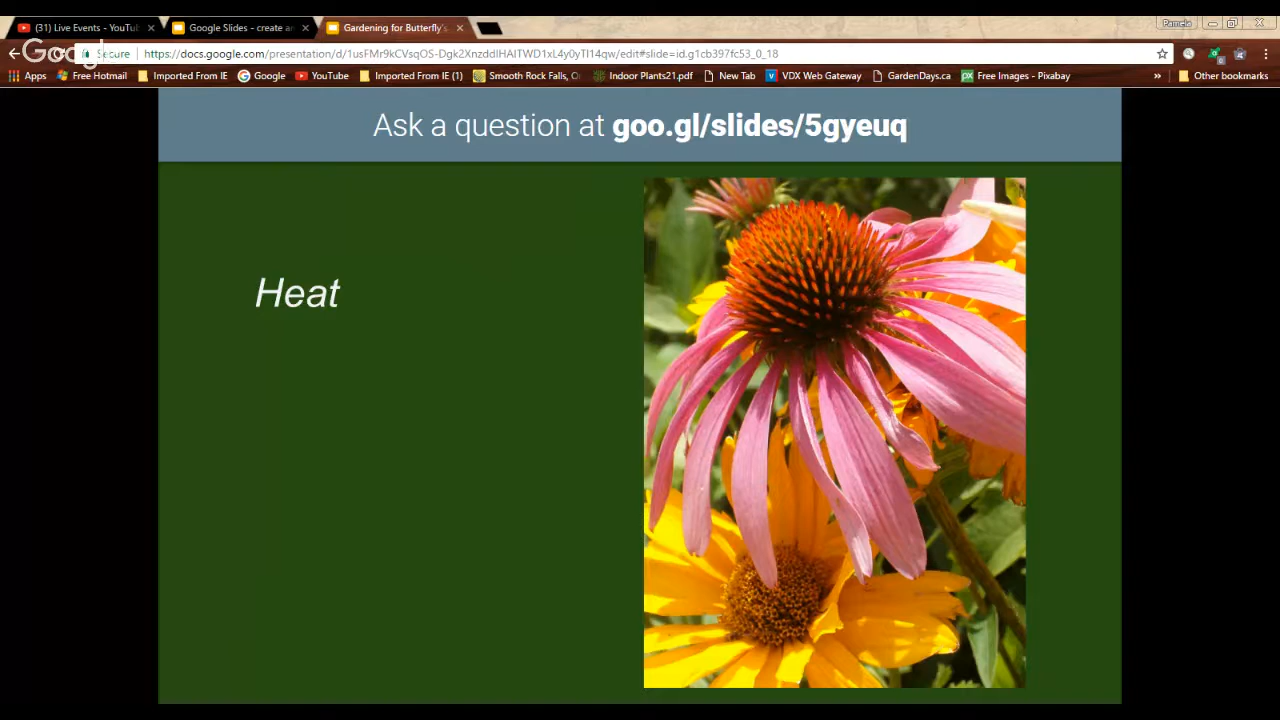 (31) Live Events - YouTu
Google Slides - create an
Gardening for Butterfly's
Pamela
Secure
https://docs.google.com/presentation/d/1usFMr9kCVsqOS-Dgk2XnzddIHAITWD1xL4y0yTI14qw/edit#slide=id.g1cb397fc53_0_18
Apps
Free Hotmail
Imported From IE
Google
YouTube
Imported From IE (1)
Smooth Rock Falls, O
Indoor Plants21.pdf
New Tab
VDX Web Gateway
GardenDays.ca
Free Images - Pixabay
»
Other bookmarks
Ask a question at goo.gl/slides/5gyeuq
Heat